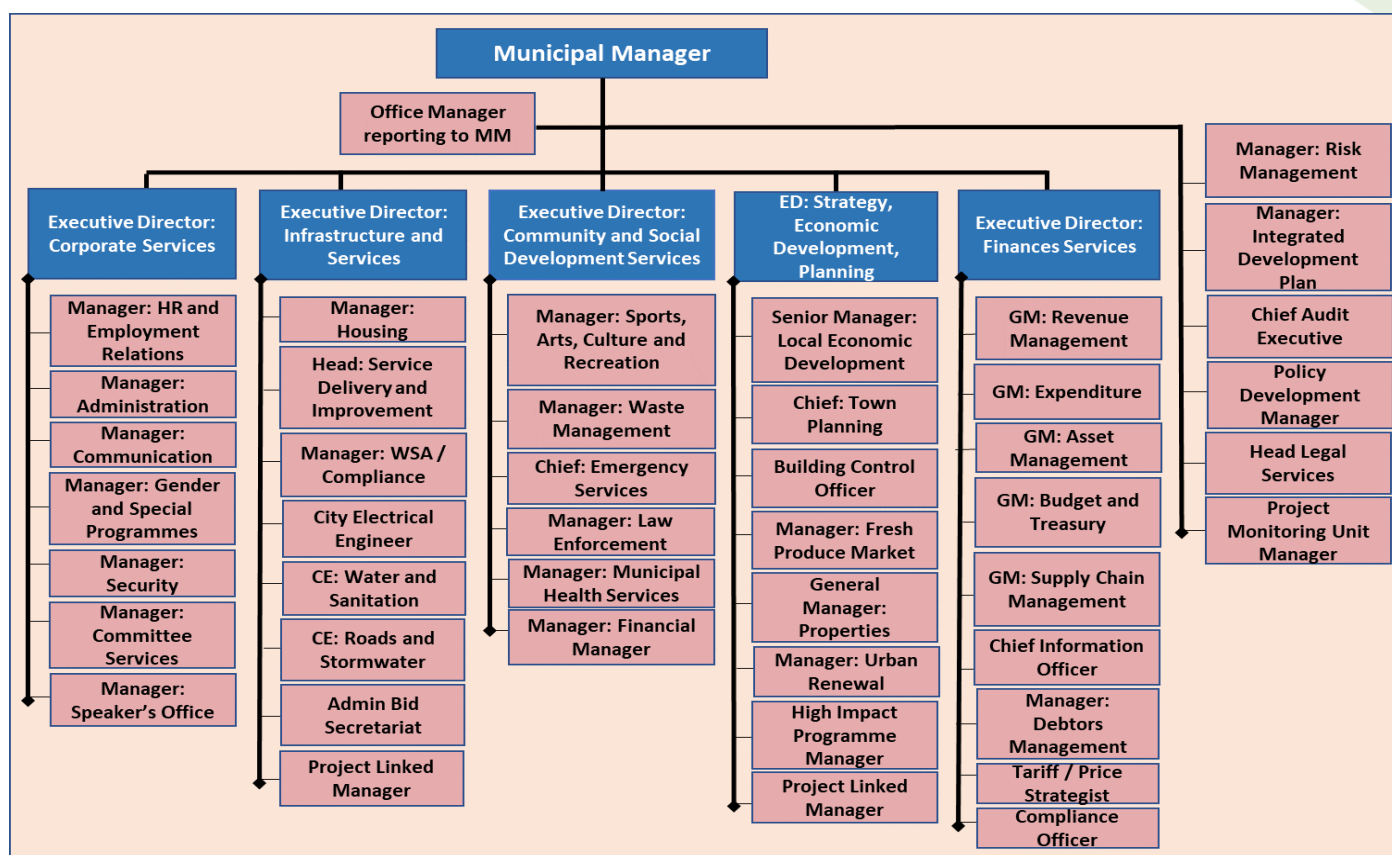 Municipal Manager
Office Manager
reporting to MM
Executive Director:
Corporate Services
Manager: HR and
Employment
Relations
Manager:
Administration
Manager:
Communication
Manager: Gender
and Special
Programmes
Manager:
Security
Manager:
Committee
Services
Manager:
Speaker's Office
Executive Director:
Infrastructure and
Services
Manager:
Housing
Head: Service
Delivery and
Improvement
Manager: WSA /
Compliance
City Electrical
Engineer
CE: Water and
Sanitation
CE: Roads and
Stormwater
Admin Bid
Secretariat
Project Linked
Manager
Executive Director:
Community and Social
Development Services
Manager: Sports,
Arts, Culture and
Recreation
Manager: Waste
Management
Chief: Emergency
Services
Manager: Law
Enforcement
Manager: Municipal
Health Services
Manager: Financial
Manager
ED: Strategy,
Economic
Development,
Planning
Senior Manager:
Local Economic
Development
Chief: Town
Planning
Building Control
Officer
Manager: Fresh
Produce Market
General
Manager:
Properties
Manager: Urban
Renewal
High Impact
Programme
Manager
Project Linked
Manager
Executive Director:
Finances Services
GM: Revenue
Management
GM: Expenditure
GM: Asset
Management
GM: Budget and
Treasury
GM: Supply Chain
Management
Chief Information
Officer
Manager:
Debtors
Management
Tariff / Price
Strategist
Compliance
Officer
Manager: Risk
Management
Manager:
Integrated
Development
Plan
Chief Audit
Executive
Policy
Development
Manager
Head Legal
Services
Project
Monitoring Unit
Manager